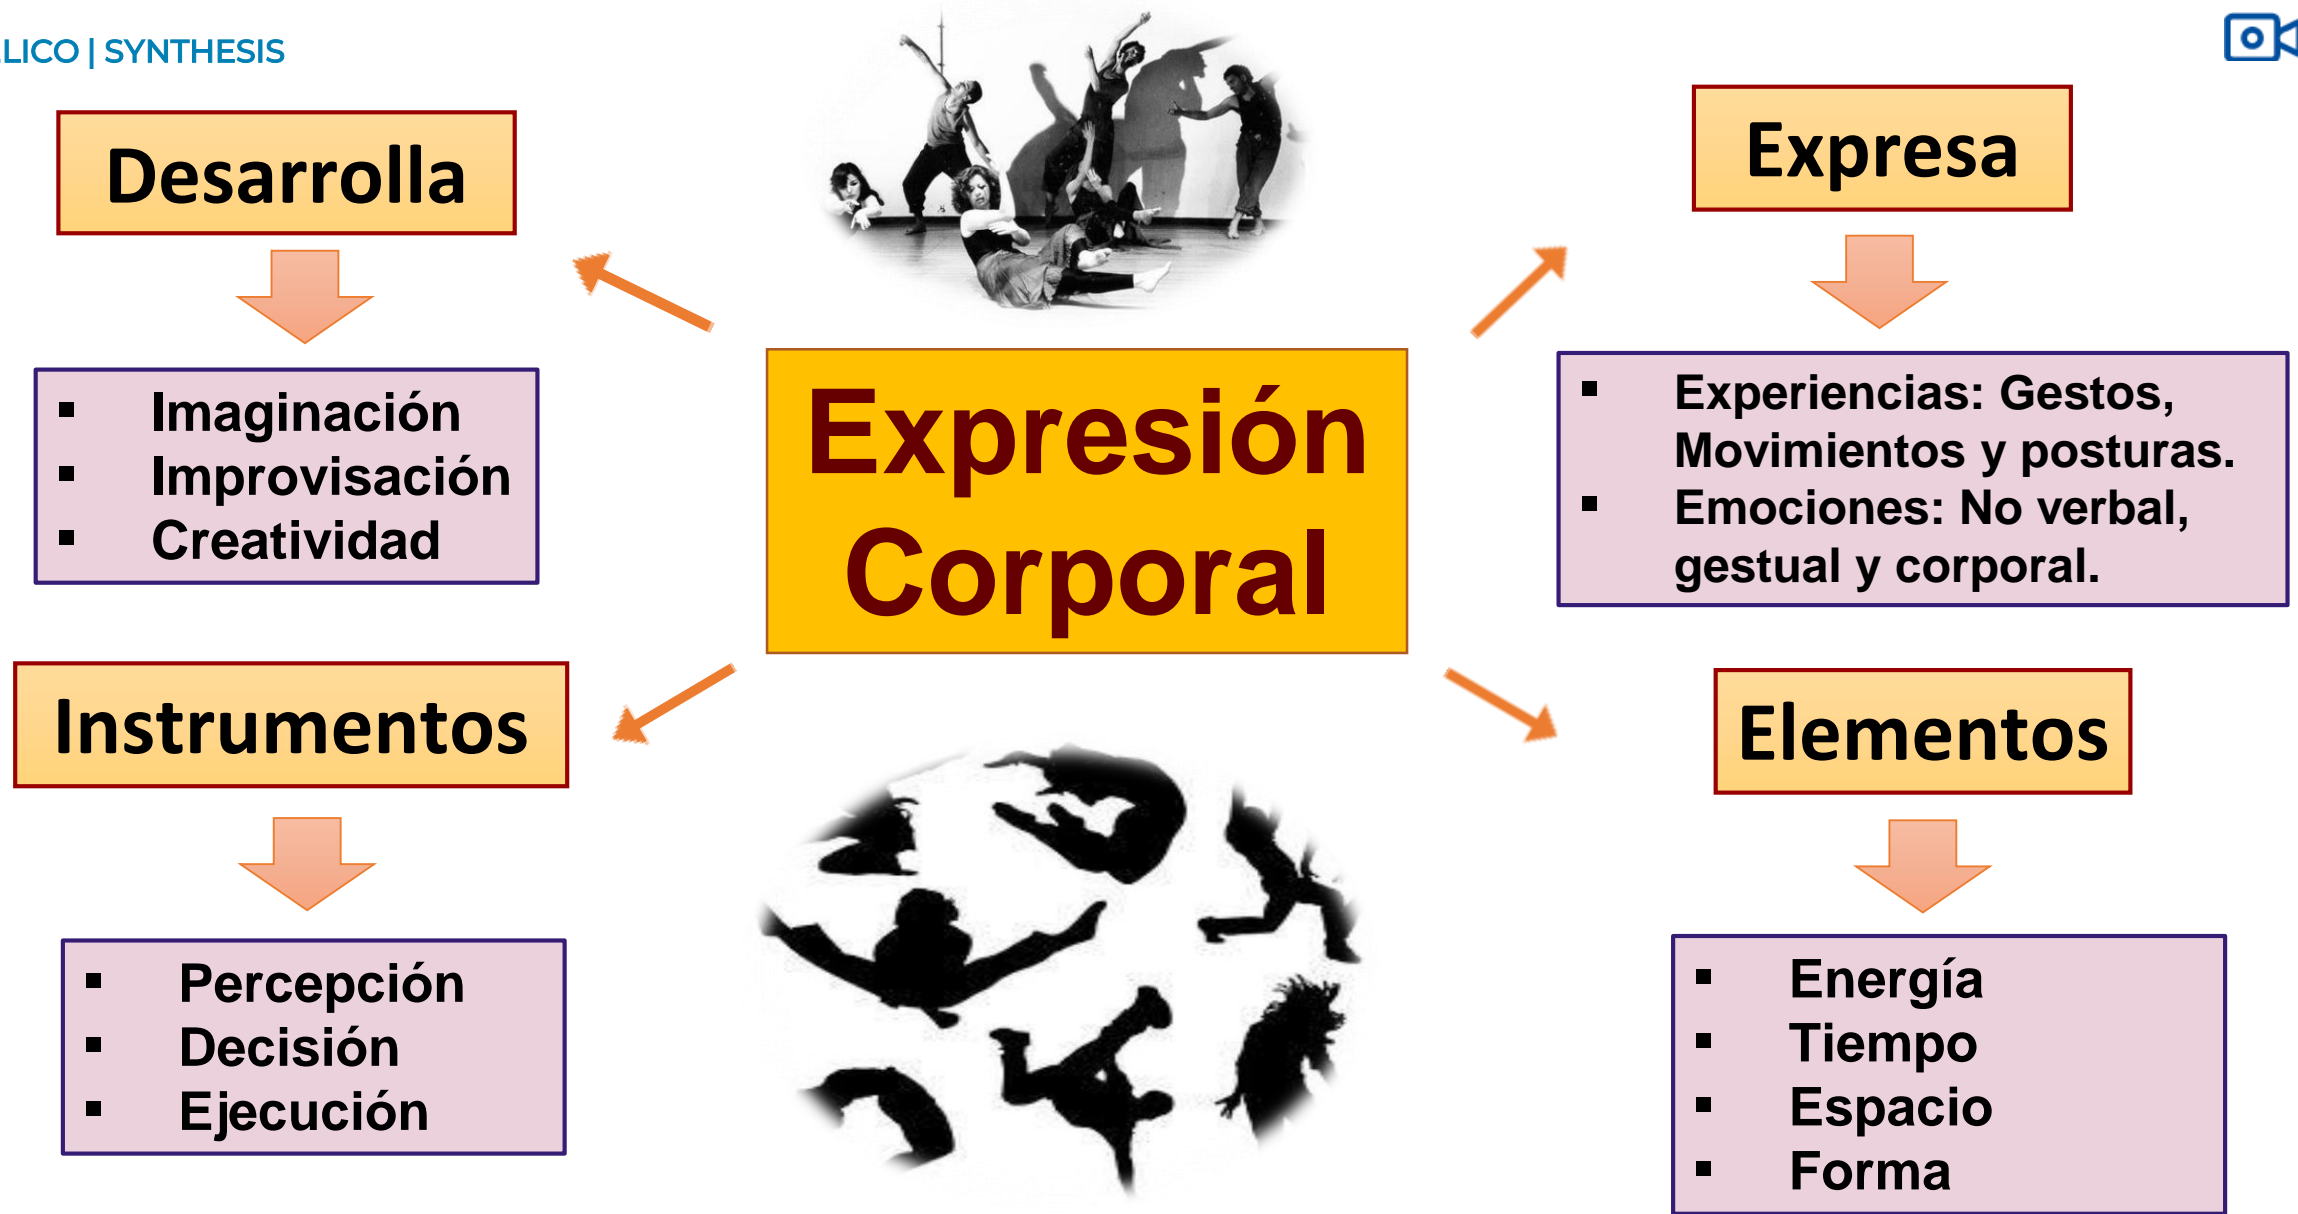 LICO | SYNTHESIS
Desarrolla
Imaginación
Improvisación
Creatividad
Expresa
Experiencias: Gestos,
Movimientos y posturas.
Emociones: No verbal,
gestual y corporal.
Expresión
Corporal
Instrumentos
Percepción
Decisión
Ejecución
Elementos
Energía
Tiempo
Espacio
Forma